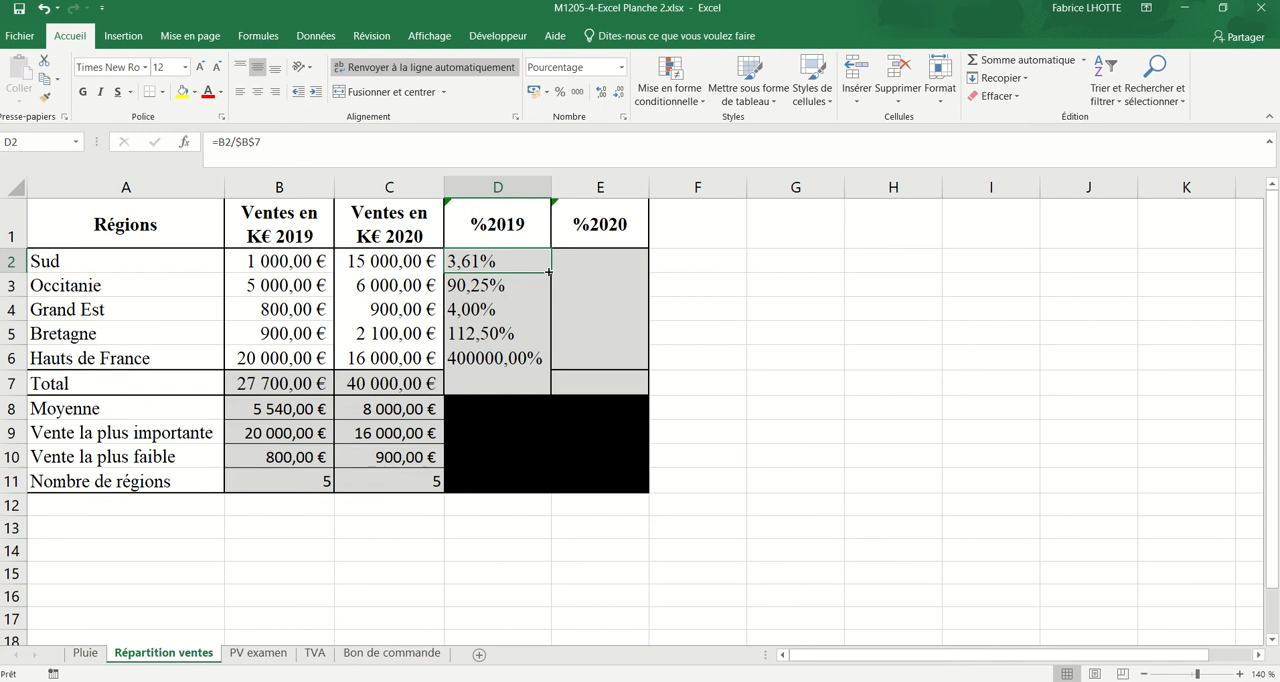 M1205-4-Excel Planche 2.xlsx - Excel
Fabrice LHOTTE
Fichier Accueil Insertion Mise en page Formules Données Révision Affichage Aide Développeur Dites-nous ce que vous voulez faire
Partager
Coller
Times New Ro 12
Renvoyer à la ligne automatiquement
Pourcentage
Somme automatique
G I S
Fusionner et centrer
% 000
Mise en forme conditionnelle
Mettre sous forme de tableau
Styles de cellules
Insérer Supprimer Format
Recopier
Effacer
Trier et filtrer
Rechercher et sélectionner
Presse-papiers Police Alignement Nombre Styles Cellules Édition
D2
fx
=B2/$B$7
A B C D E F G H I J K
1 Régions Ventes en K€ 2019 Ventes en K€ 2020 %2019 %2020
2 Sud 1 000,00 € 15 000,00 € 3,61%
3 Occitanie 5 000,00 € 6 000,00 € 90,25%
4 Grand Est 800,00 € 900,00 € 4,00%
5 Bretagne 900,00 € 2 100,00 € 112,50%
6 Hauts de France 20 000,00 € 16 000,00 € 400000,00%
7 Total 27 700,00 € 40 000,00 €
8 Moyenne 5 540,00 € 8 000,00 €
9 Vente la plus importante 20 000,00 € 16 000,00 €
10 Vente la plus faible 800,00 € 900,00 €
11 Nombre de régions 5 5
12
13
14
15
16
17
18
Pluie Répartition ventes PV examen TVA Bon de commande
Prêt
140 %